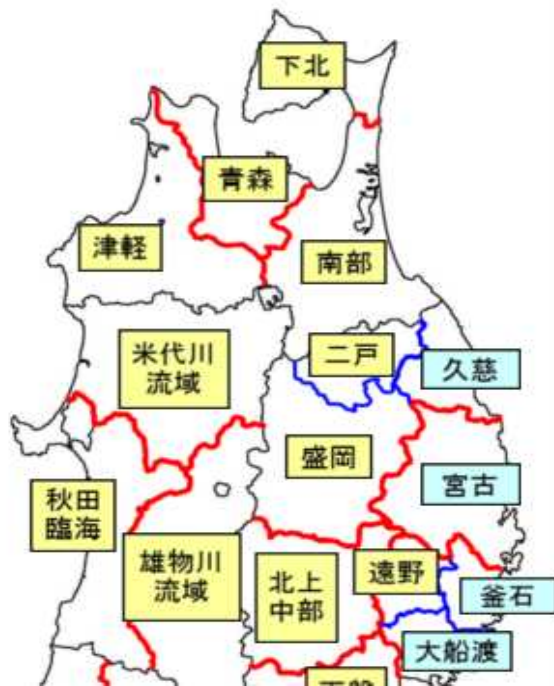 下北
青森
津軽
南部
米代川
流域
二戸
久慈
盛岡
宮古
秋田
臨海
雄物川
流域
北上
中部
遠野
釜石
大船渡